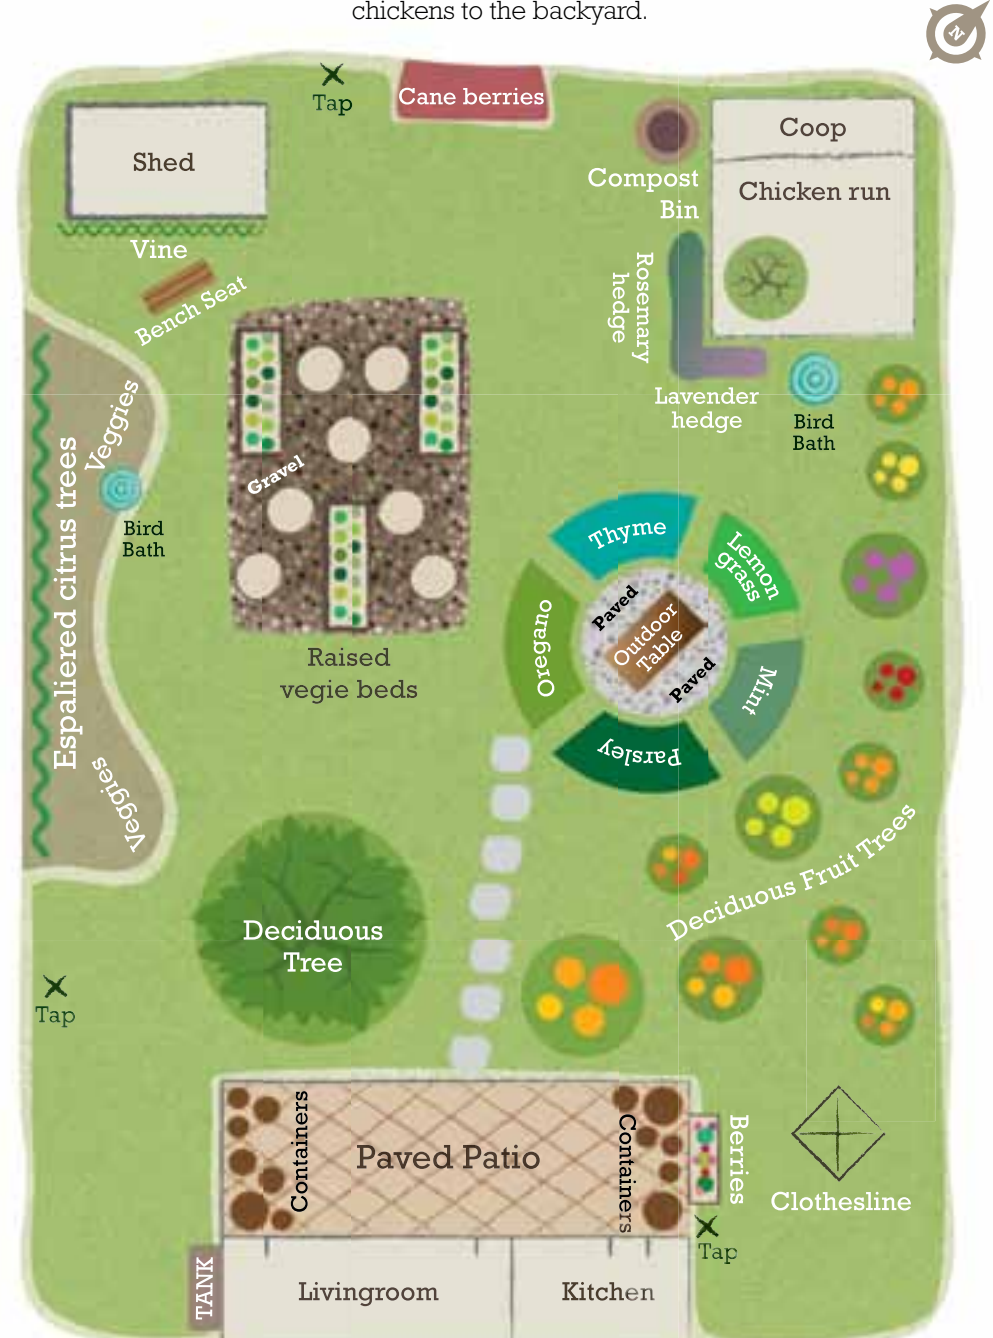 chickens to the backyard.
N
Tap
Cane berries
Shed
Coop
Compost
Bin
Chicken run
Vine
Bench Seat
Rosemary
hedge
Lavender
hedge
Bird
Bath
Veggies
Espaliered citrus trees
Bird
Bath
Veggies
Gravel
Raised
vegie beds
Thyme
Lemon
grass
Oregano
Paved
Outdoor
Table
Paved
Mint
Parsley
Deciduous Fruit Trees
Deciduous
Tree
Tap
Containers
Paved Patio
Containers
Berries
Clothesline
Tap
TANK
Livingroom
Kitchen